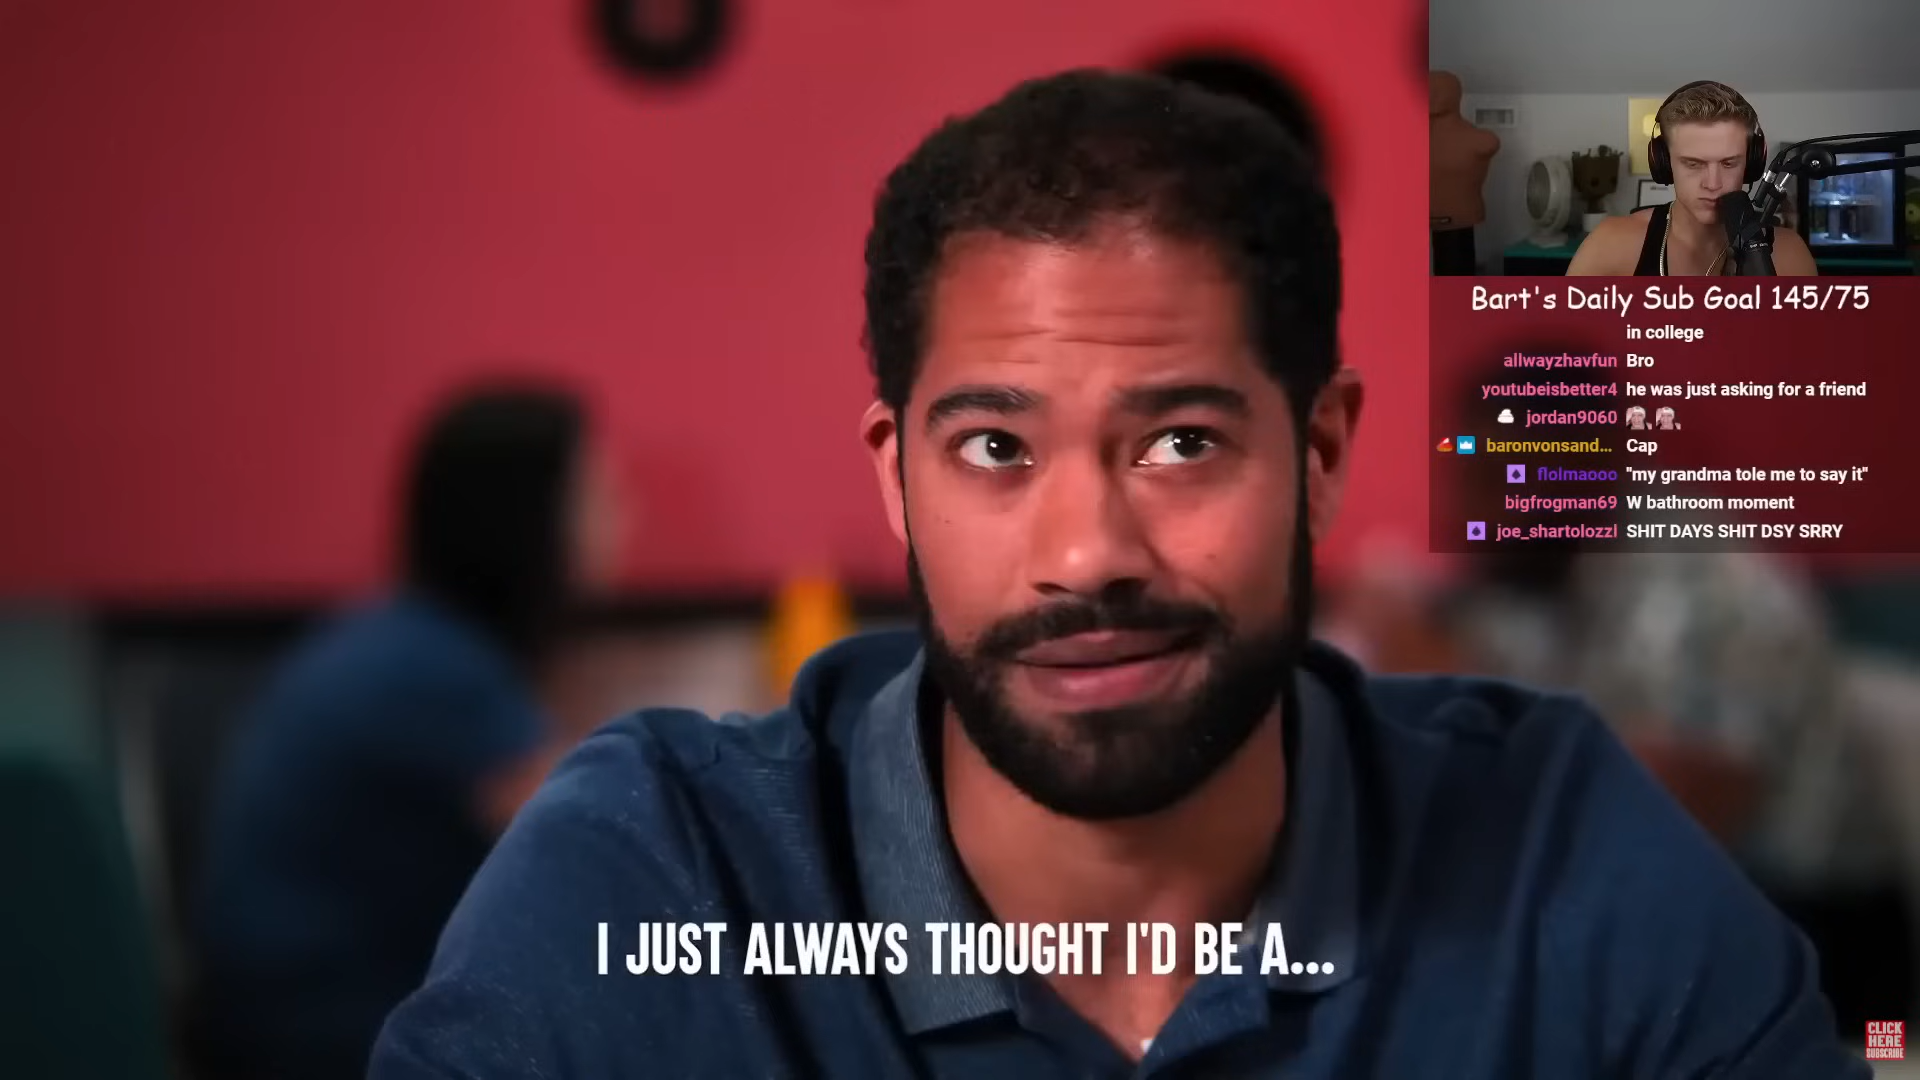 Bart's Daily Sub Goal 145/75
in college
allwayzhavfun Bro
youtubeisbetter4 he was just asking for a friend
jordan9060
baronvonsand... Cap
flolmaooo "my grandma tole me to say it"
bigfrogman69 W bathroom moment
joe_shartolozzi SHIT DAYS SHIT DSY SRRY
I JUST ALWAYS THOUGHT I'D BE A...
CLICK
HERE
SUBSCRIBE